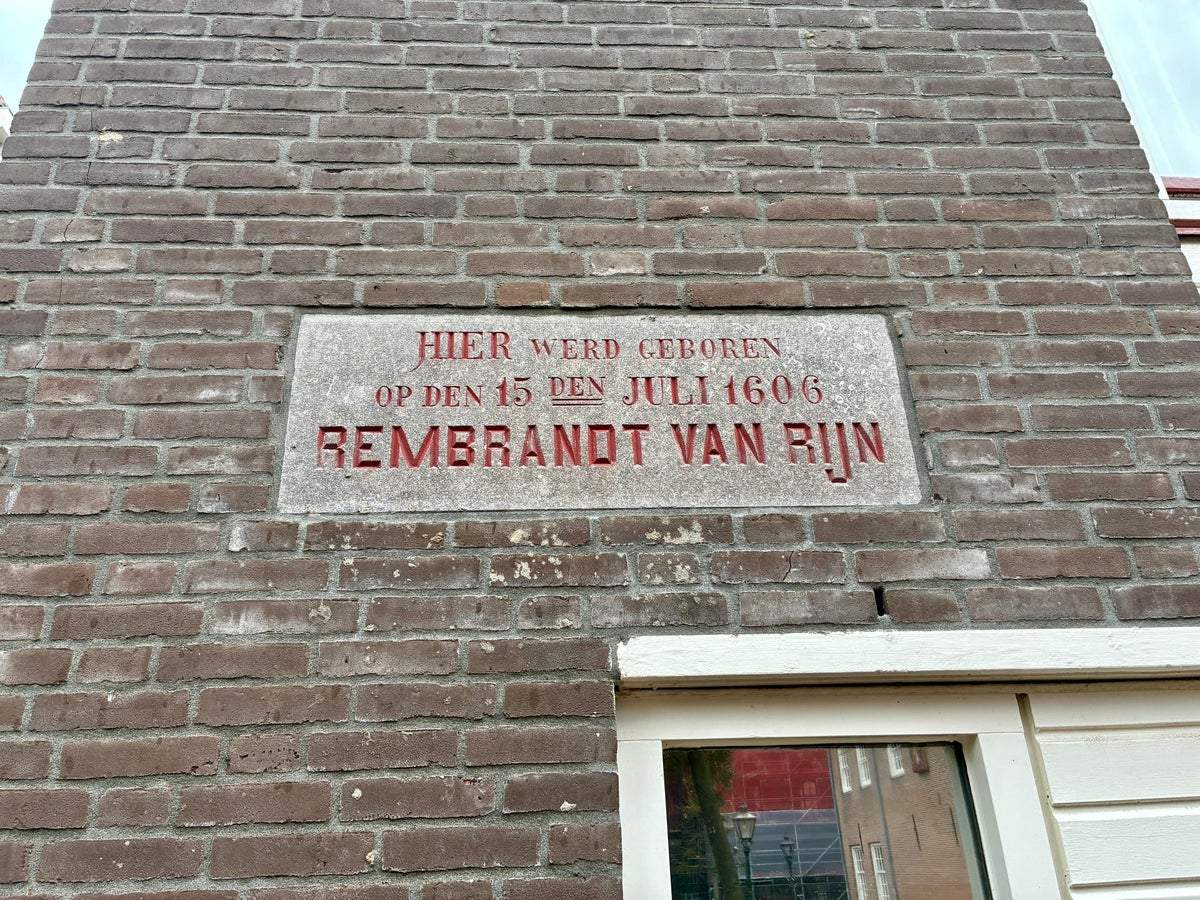 HIER WERD GEBOREN
OP DEN 15 DEN JULI 1606
REMBRANDT VAN RIJN